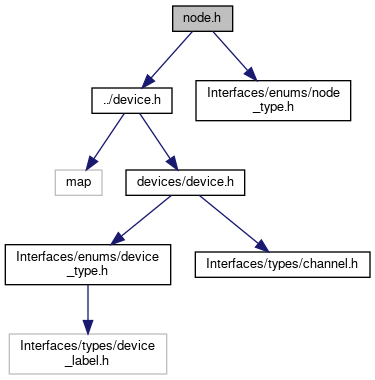 node.h
../device.h
Interfaces/enums/node
_type.h
map
devices/device.h
Interfaces/enums/device
_type.h
Interfaces/types/channel.h
Interfaces/types/device
_label.h